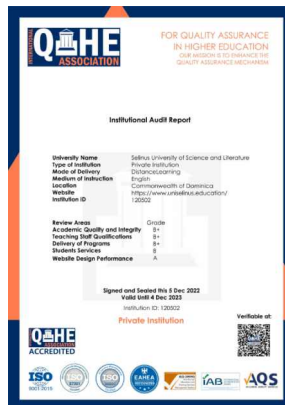 INTERNATIONAL
QAHE
ASSOCIATION
FOR QUALITY ASSURANCE
IN HIGHER EDUCATION
OUR MISSION IS TO ENHANCE THE
QUALITY ASSURANCE MECHANISM
Institutional Audit Report
University Name Selinus University of Science and Literature
Type of Institution Private Institution
Mode of Delivery DistanceLearning
Medium of Instruction English
Location Commonwealth of Dominica
Website https://www.uniselinus.education/
Institution ID 120502
Review Areas Grade
Academic Quality and Integrity B+
Teaching Staff Qualifications B+
Delivery of Programs B+
Students Services B
Website Design Performance A
Signed and Sealed this 5 Dec 2022
Valid Until 4 Dec 2023
Institution ID: 120502
Private Institution
Verifiable at:
QAHE
ACCREDITED
ISO
9001:2015
ISO
ISO
EAHEA
IAB
AQS